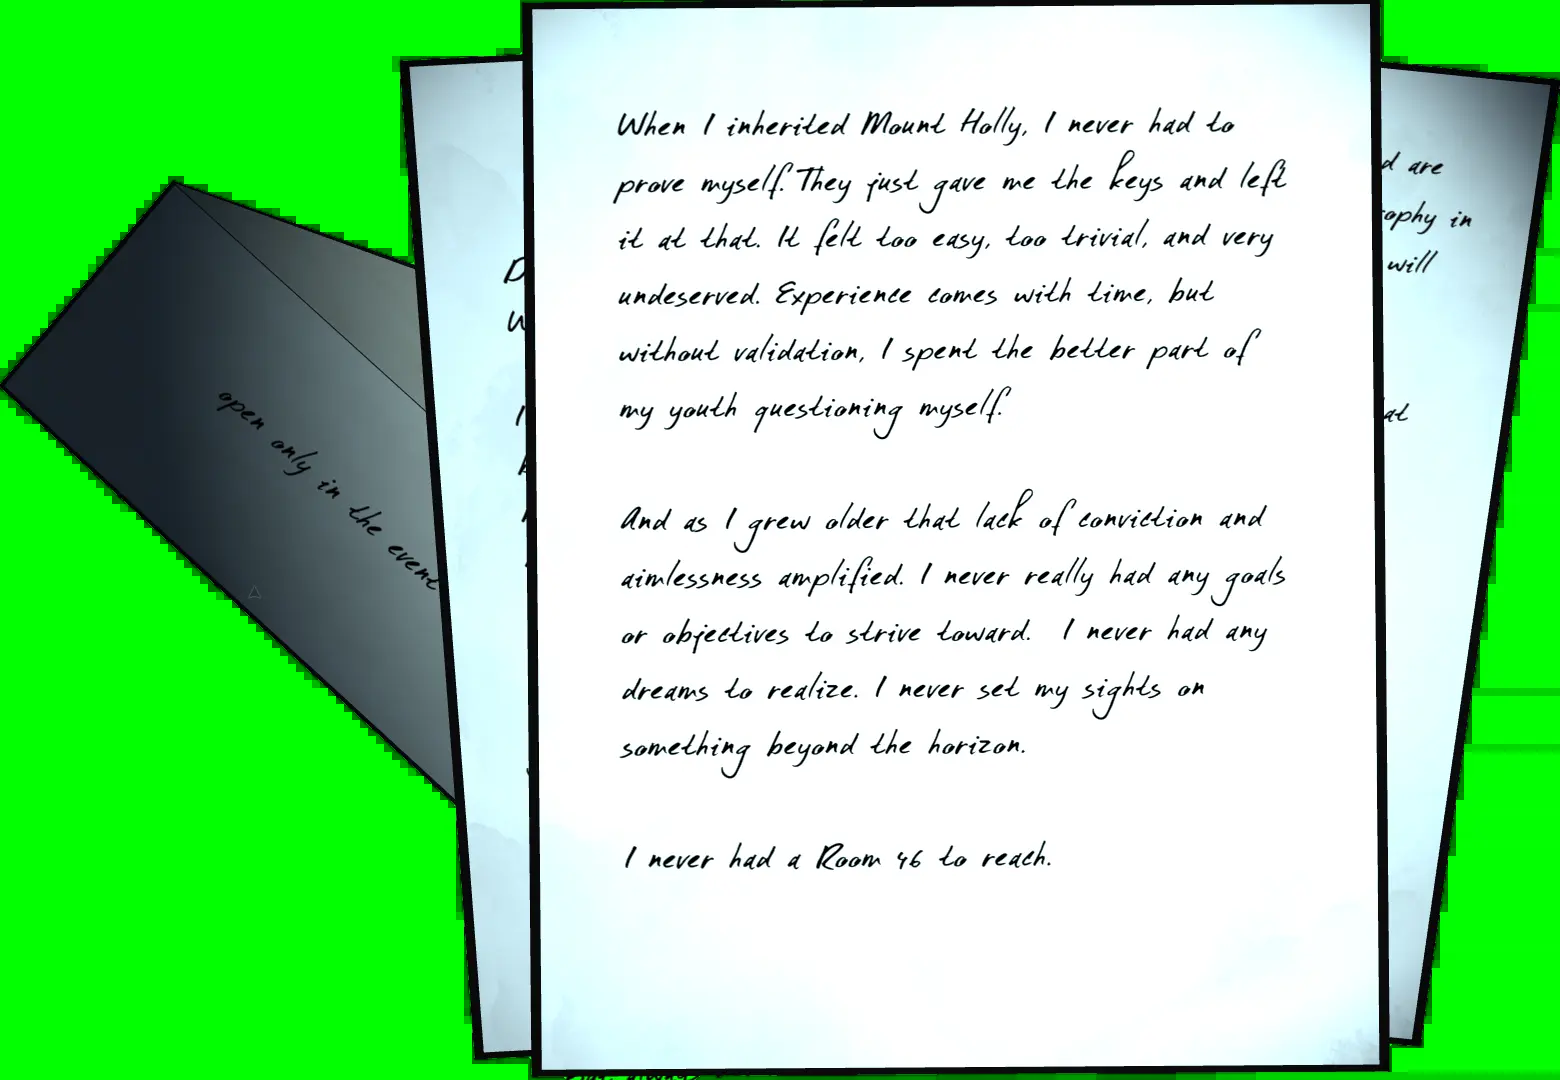 When I inherited Mount Holly, I never had to
prove myself. They just gave me the keys and left
it at that. It felt too easy, too trivial, and very
undeserved. Experience comes with time, but
without validation, I spent the better part of
my youth questioning myself.
And as I grew older that lack of conviction and
aimlessness amplified. I never really had any goals
or objectives to strive toward. I never had any
dreams to realize. I never set my sights on
something beyond the horizon.
I never had a Room 46 to reach.
open only in the event
are
in
will